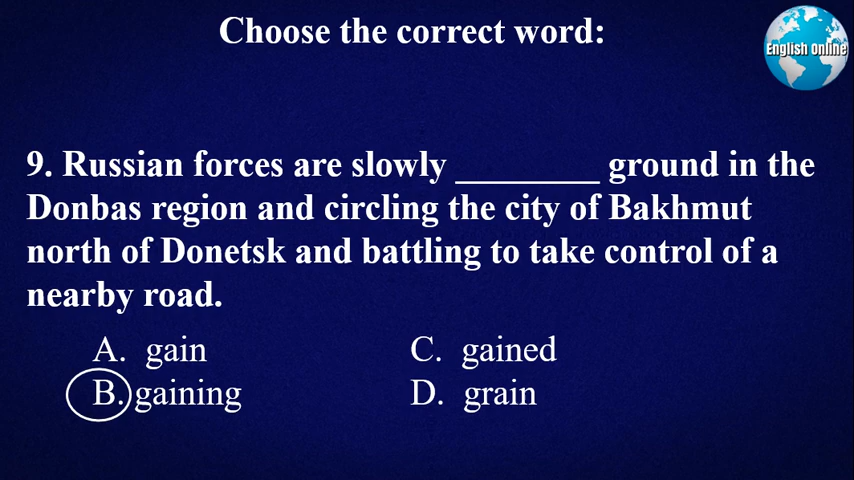 Choose the correct word:
English Online
9. Russian forces are slowly ________ ground in the
Donbas region and circling the city of Bakhmut
north of Donetsk and battling to take control of a
nearby road.
A. gain
C. gained
B. gaining
D. grain